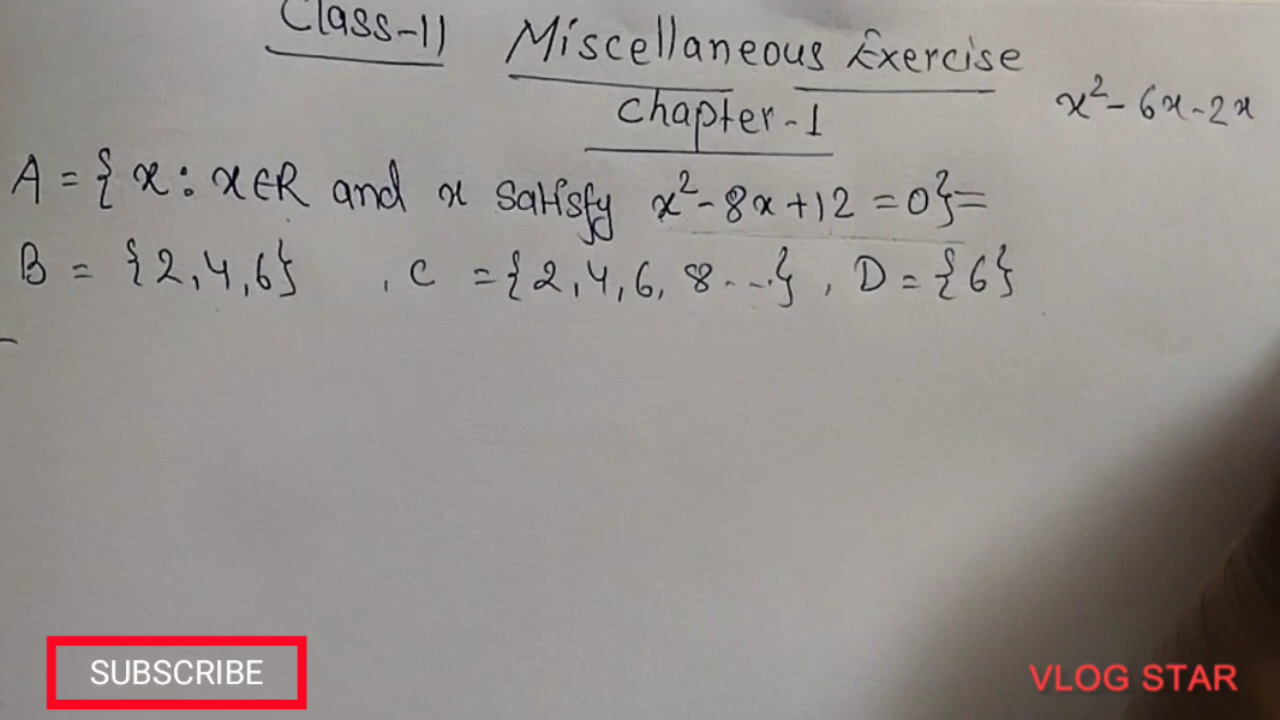 Class-11 Miscellaneous Exercise
Chapter-1
x²-6x-2x
A = { x : x∈R and x satisfy x²-8x+12 =0}=
B = {2,4,6} , C ={2,4,6, 8...} , D={6}
SUBSCRIBE
VLOG STAR